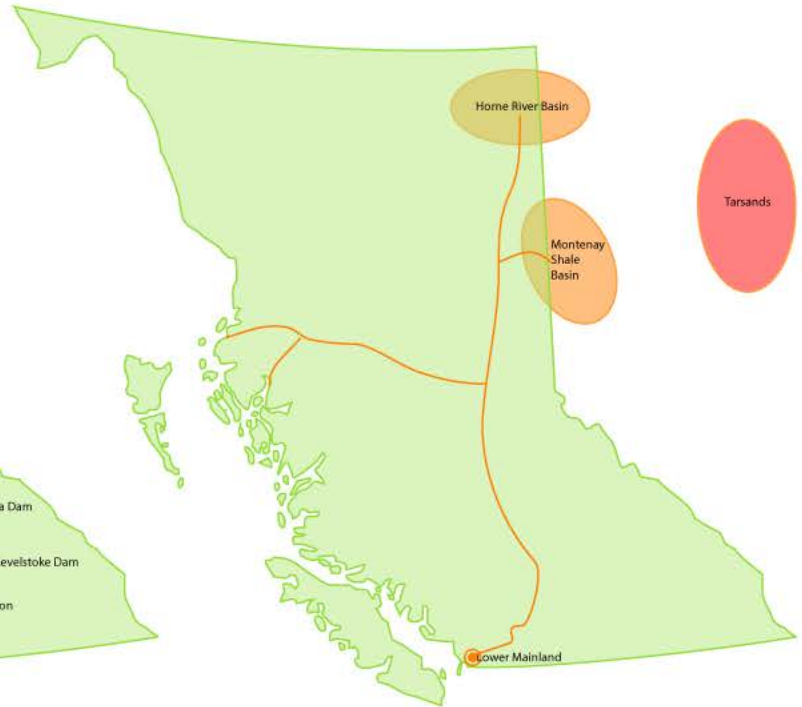 Horne River Basin
Tarsands
Montenay
Shale
Basin
a Dam
evelstoke Dam
on
Lower Mainland